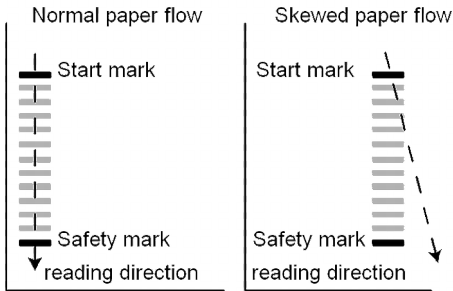 Normal paper flow
Start mark
Safety mark
reading direction
Skewed paper flow
Start mark
Safety mark
reading direction